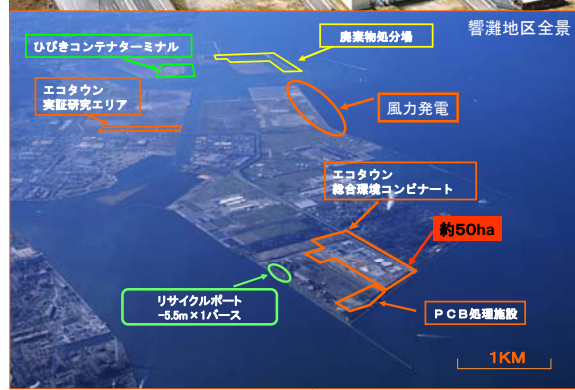 響灘地区全景
ひびきコンテナターミナル
廃棄物処分場
エコタウン
実証研究エリア
風力発電
エコタウン
総合環境コンビナート
約50ha
リサイクルポート
-5.5m×1バース
PCB処理施設
1KM